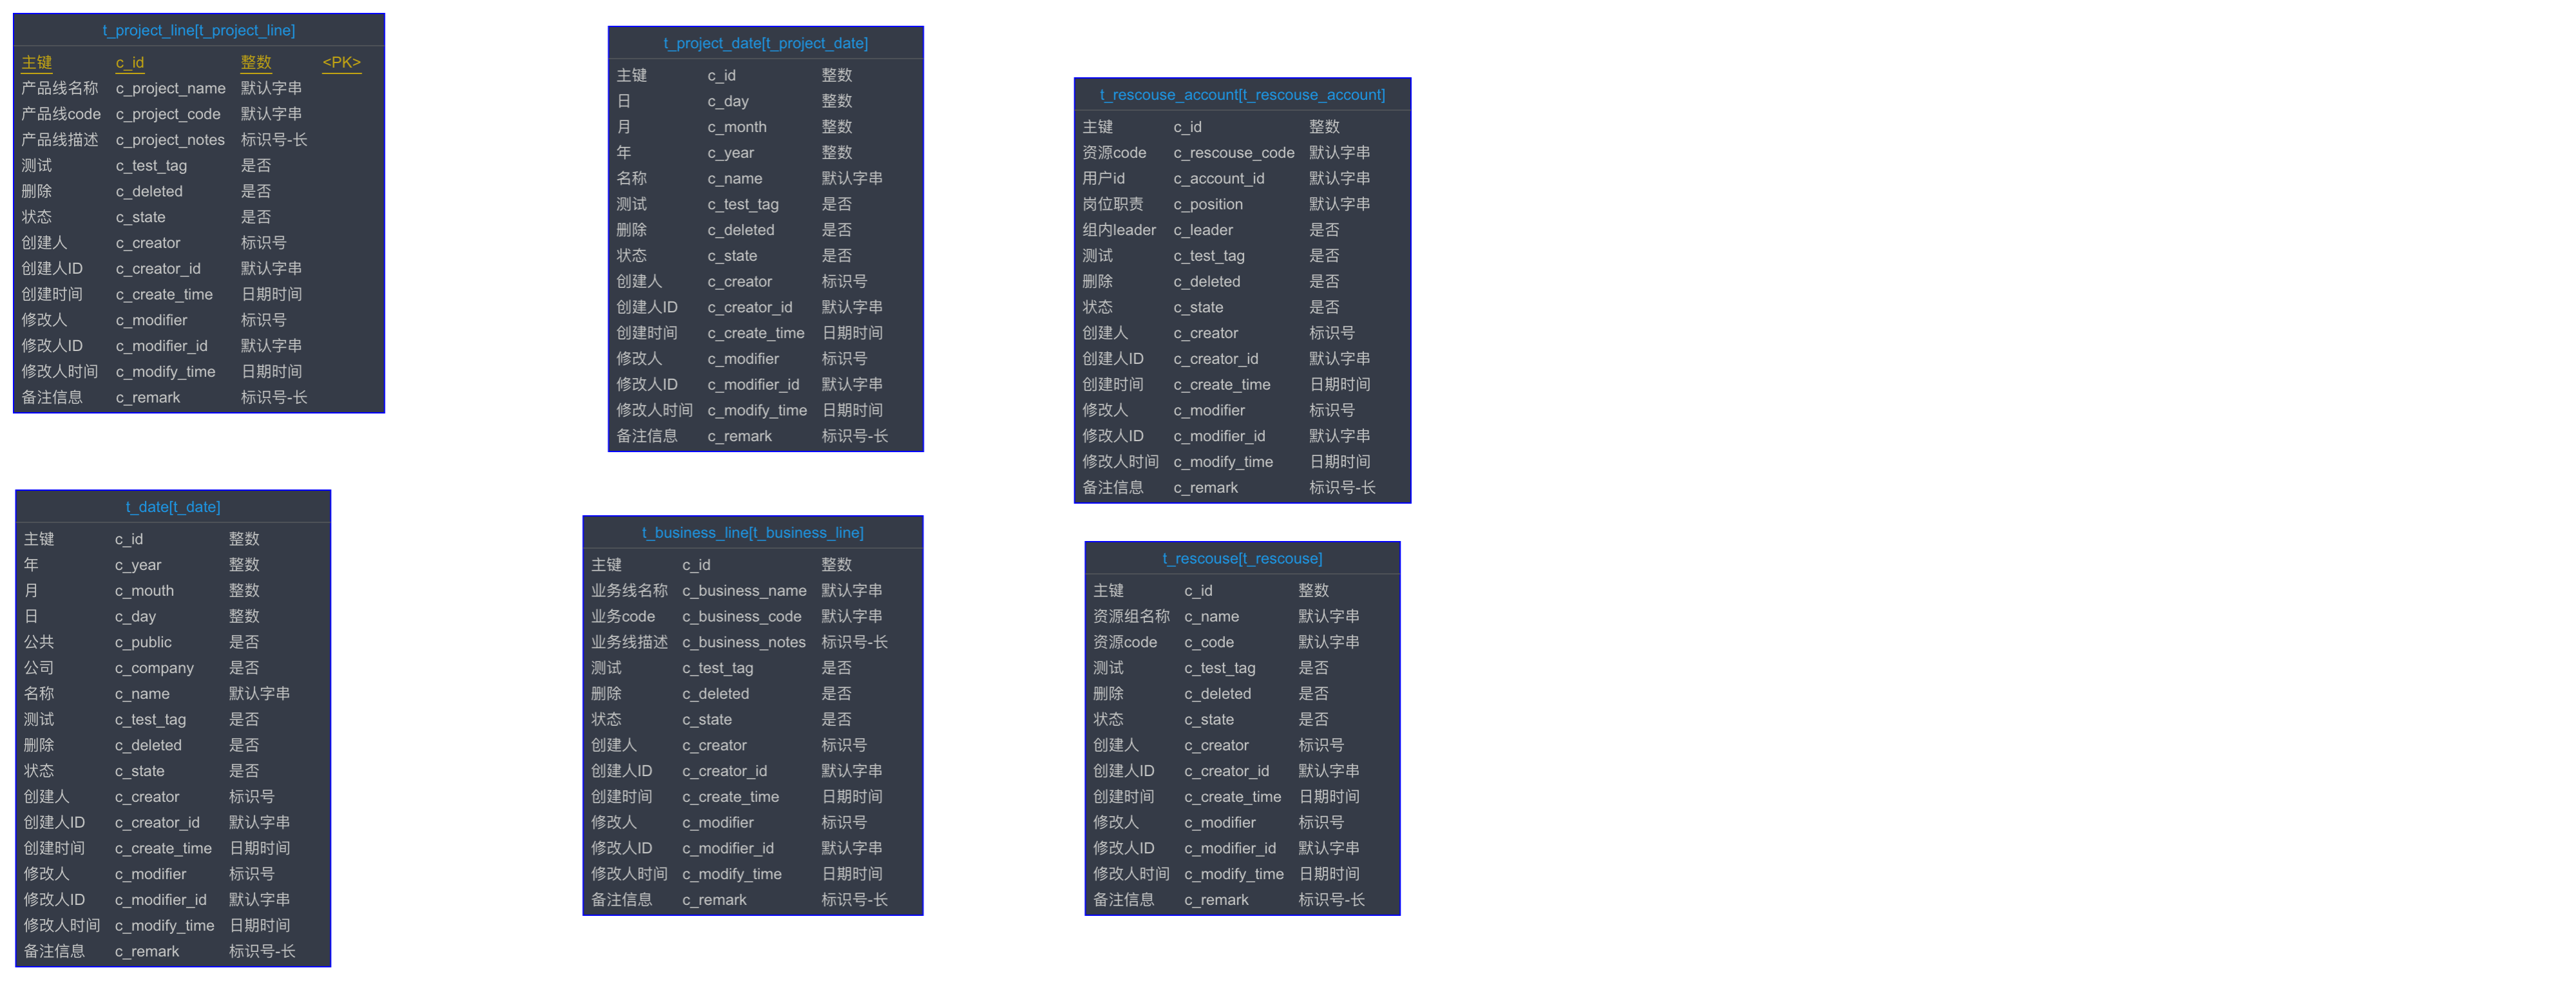 t_project_line[t_project_line]
主键 c_id 整数 <PK>
产品线名称 c_project_name 默认字串
产品线code c_project_code 默认字串
产品线描述 c_project_notes 标识号-长
测试 c_test_tag 是否
删除 c_deleted 是否
状态 c_state 是否
创建人 c_creator 标识号
创建人ID c_creator_id 默认字串
创建时间 c_create_time 日期时间
修改人 c_modifier 标识号
修改人ID c_modifier_id 默认字串
修改人时间 c_modify_time 日期时间
备注信息 c_remark 标识号-长
t_project_date[t_project_date]
主键 c_id 整数
日 c_day 整数
月 c_month 整数
年 c_year 整数
名称 c_name 默认字串
测试 c_test_tag 是否
删除 c_deleted 是否
状态 c_state 是否
创建人 c_creator 标识号
创建人ID c_creator_id 默认字串
创建时间 c_create_time 日期时间
修改人 c_modifier 标识号
修改人ID c_modifier_id 默认字串
修改人时间 c_modify_time 日期时间
备注信息 c_remark 标识号-长
t_rescouse_account[t_rescouse_account]
主键 c_id 整数
资源code c_rescouse_code 默认字串
用户id c_account_id 默认字串
岗位职责 c_position 默认字串
组内leader c_leader 是否
测试 c_test_tag 是否
删除 c_deleted 是否
状态 c_state 是否
创建人 c_creator 标识号
创建人ID c_creator_id 默认字串
创建时间 c_create_time 日期时间
修改人 c_modifier 标识号
修改人ID c_modifier_id 默认字串
修改人时间 c_modify_time 日期时间
备注信息 c_remark 标识号-长
t_date[t_date]
主键 c_id 整数
年 c_year 整数
月 c_mouth 整数
日 c_day 整数
公共 c_public 是否
公司 c_company 是否
名称 c_name 默认字串
测试 c_test_tag 是否
删除 c_deleted 是否
状态 c_state 是否
创建人 c_creator 标识号
创建人ID c_creator_id 默认字串
创建时间 c_create_time 日期时间
修改人 c_modifier 标识号
修改人ID c_modifier_id 默认字串
修改人时间 c_modify_time 日期时间
备注信息 c_remark 标识号-长
t_business_line[t_business_line]
主键 c_id 整数
业务线名称 c_business_name 默认字串
业务code c_business_code 默认字串
业务线描述 c_business_notes 标识号-长
测试 c_test_tag 是否
删除 c_deleted 是否
状态 c_state 是否
创建人 c_creator 标识号
创建人ID c_creator_id 默认字串
创建时间 c_create_time 日期时间
修改人 c_modifier 标识号
修改人ID c_modifier_id 默认字串
修改人时间 c_modify_time 日期时间
备注信息 c_remark 标识号-长
t_rescouse[t_rescouse]
主键 c_id 整数
资源组名称 c_name 默认字串
资源code c_code 默认字串
测试 c_test_tag 是否
删除 c_deleted 是否
状态 c_state 是否
创建人 c_creator 标识号
创建人ID c_creator_id 默认字串
创建时间 c_create_time 日期时间
修改人 c_modifier 标识号
修改人ID c_modifier_id 默认字串
修改人时间 c_modify_time 日期时间
备注信息 c_remark 标识号-长